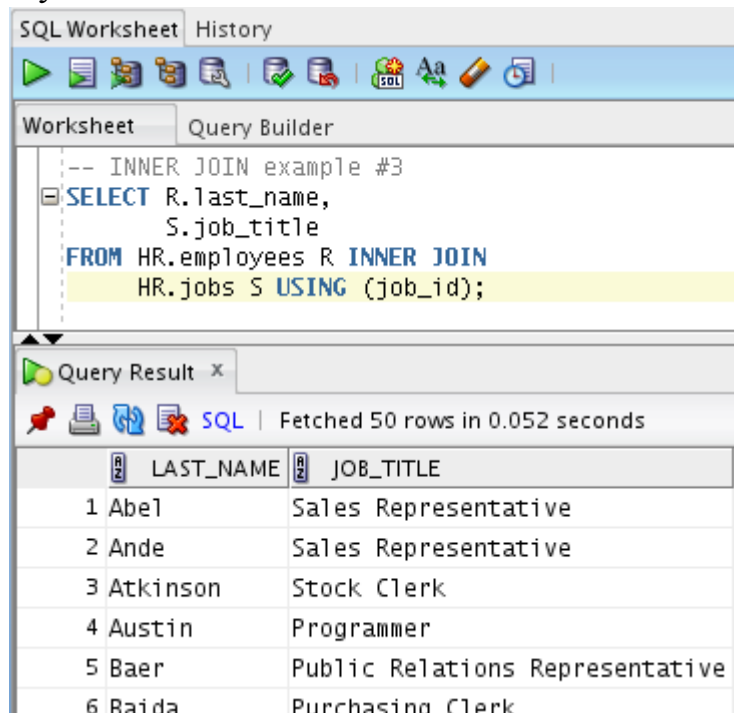 SQL Worksheet History
Worksheet Query Builder
-- INNER JOIN example #3
SELECT R.last_name,
S.job_title
FROM HR.employees R INNER JOIN
HR.jobs S USING (job_id);
Query Result x
SQL | Fetched 50 rows in 0.052 seconds
LAST_NAME JOB_TITLE
1 Abel Sales Representative
2 Ande Sales Representative
3 Atkinson Stock Clerk
4 Austin Programmer
5 Baer Public Relations Representative
6 Baida Purchasing Clerk